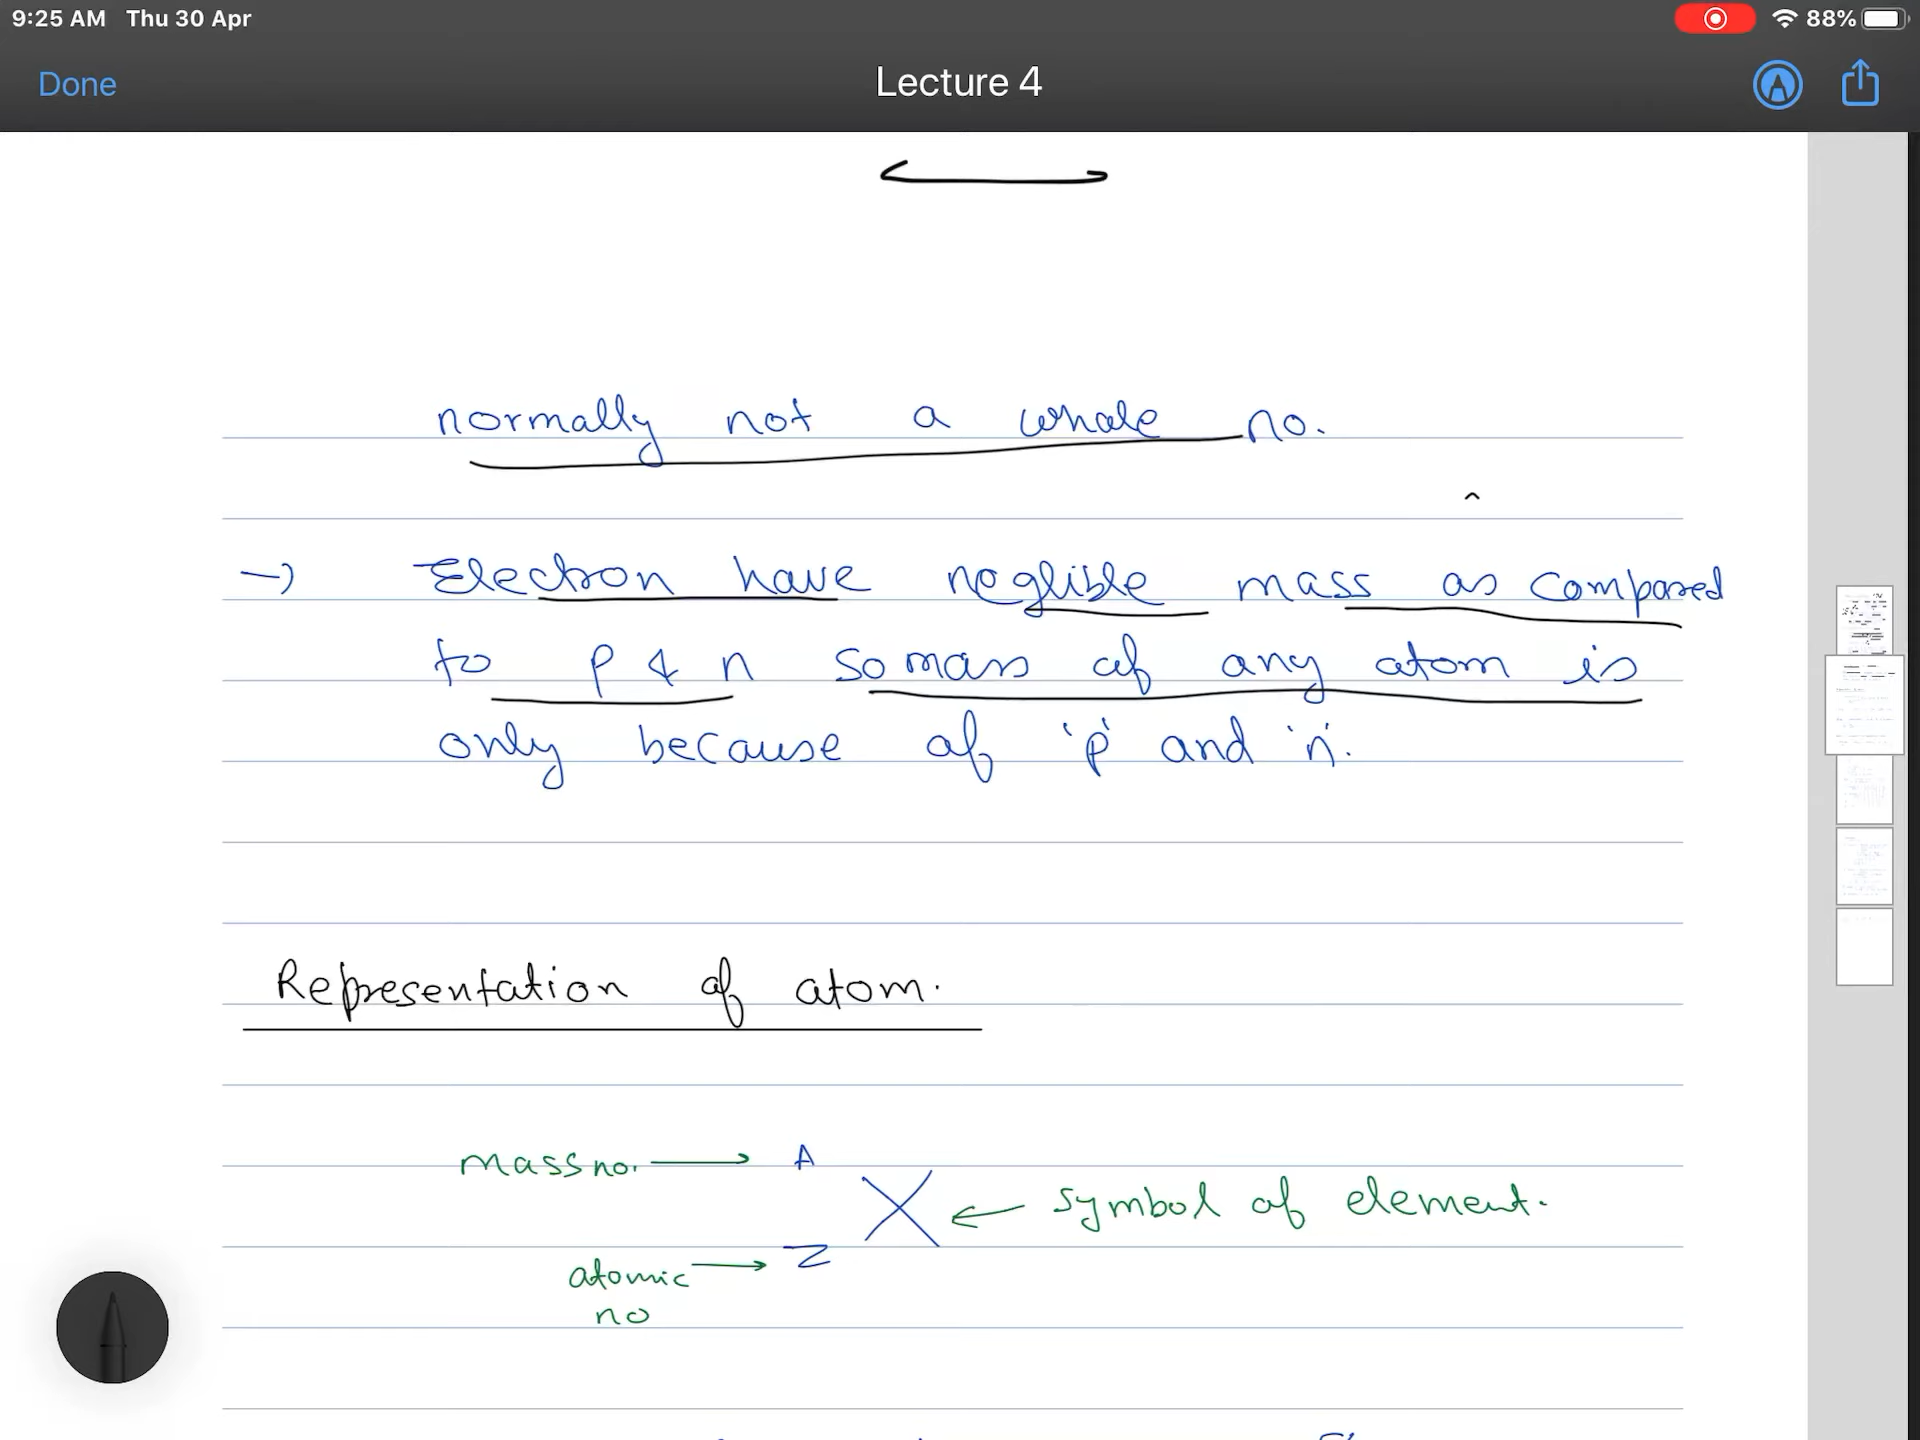 9:25 AM Thu 30 Apr
88%
Done
Lecture 4
normally not a whole no.
→ Electron have neglible mass as compared
to p & n so mass of any atom is
only because of 'p' and 'n'.
Representation of atom.
mass no. → A
X ← symbol of element.
atomic → Z
no